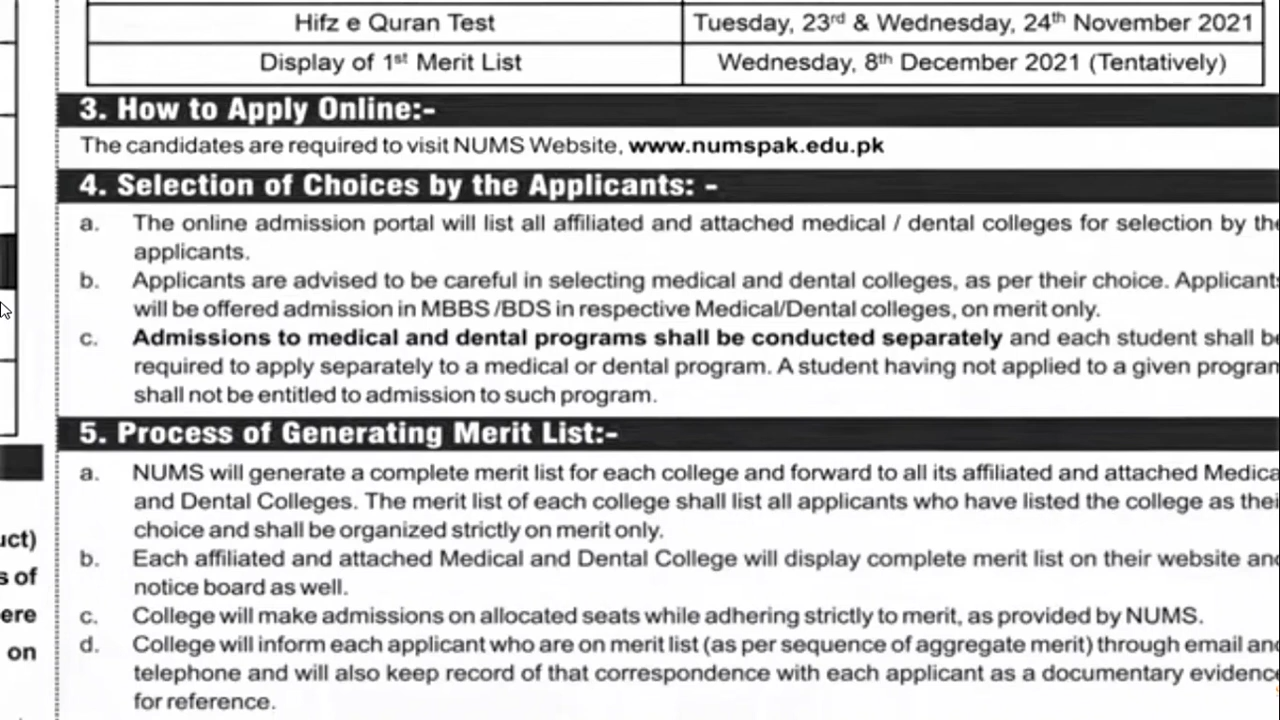 Hifz e Quran Test Tuesday, 23rd & Wednesday, 24th November 2021
Display of 1st Merit List Wednesday, 8th December 2021 (Tentatively)
3. How to Apply Online:-
The candidates are required to visit NUMS Website, www.numspak.edu.pk
4. Selection of Choices by the Applicants: -
a. The online admission portal will list all affiliated and attached medical / dental colleges for selection by the
applicants.
b. Applicants are advised to be careful in selecting medical and dental colleges, as per their choice. Applicants
will be offered admission in MBBS /BDS in respective Medical/Dental colleges, on merit only.
c. Admissions to medical and dental programs shall be conducted separately and each student shall be
required to apply separately to a medical or dental program. A student having not applied to a given program
shall not be entitled to admission to such program.
5. Process of Generating Merit List:-
a. NUMS will generate a complete merit list for each college and forward to all its affiliated and attached Medica
and Dental Colleges. The merit list of each college shall list all applicants who have listed the college as thei
choice and shall be organized strictly on merit only.
b. Each affiliated and attached Medical and Dental College will display complete merit list on their website and
notice board as well.
c. College will make admissions on allocated seats while adhering strictly to merit, as provided by NUMS.
d. College will inform each applicant who are on merit list (as per sequence of aggregate merit) through email and
telephone and will also keep record of that correspondence with each applicant as a documentary evidence
for reference.
uct)
s of
ere
on